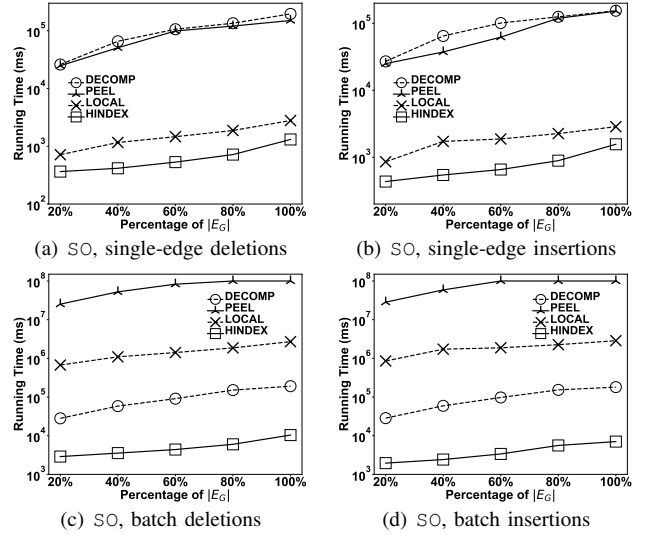 Running Time (ms)
10^5
10^4
10^3
10^2
DECOMP
PEEL
LOCAL
HINDEX
20% 40% 60% 80% 100%
Percentage of |E_G|
(a) SO, single-edge deletions
Running Time (ms)
10^5
10^4
10^3
DECOMP
PEEL
LOCAL
HINDEX
20% 40% 60% 80% 100%
Percentage of |E_G|
(b) SO, single-edge insertions
Running Time (ms)
10^8
10^7
10^6
10^5
10^4
10^3
DECOMP
PEEL
LOCAL
HINDEX
20% 40% 60% 80% 100%
Percentage of |E_G|
(c) SO, batch deletions
Running Time (ms)
10^8
10^7
10^6
10^5
10^4
10^3
DECOMP
PEEL
LOCAL
HINDEX
20% 40% 60% 80% 100%
Percentage of |E_G|
(d) SO, batch insertions